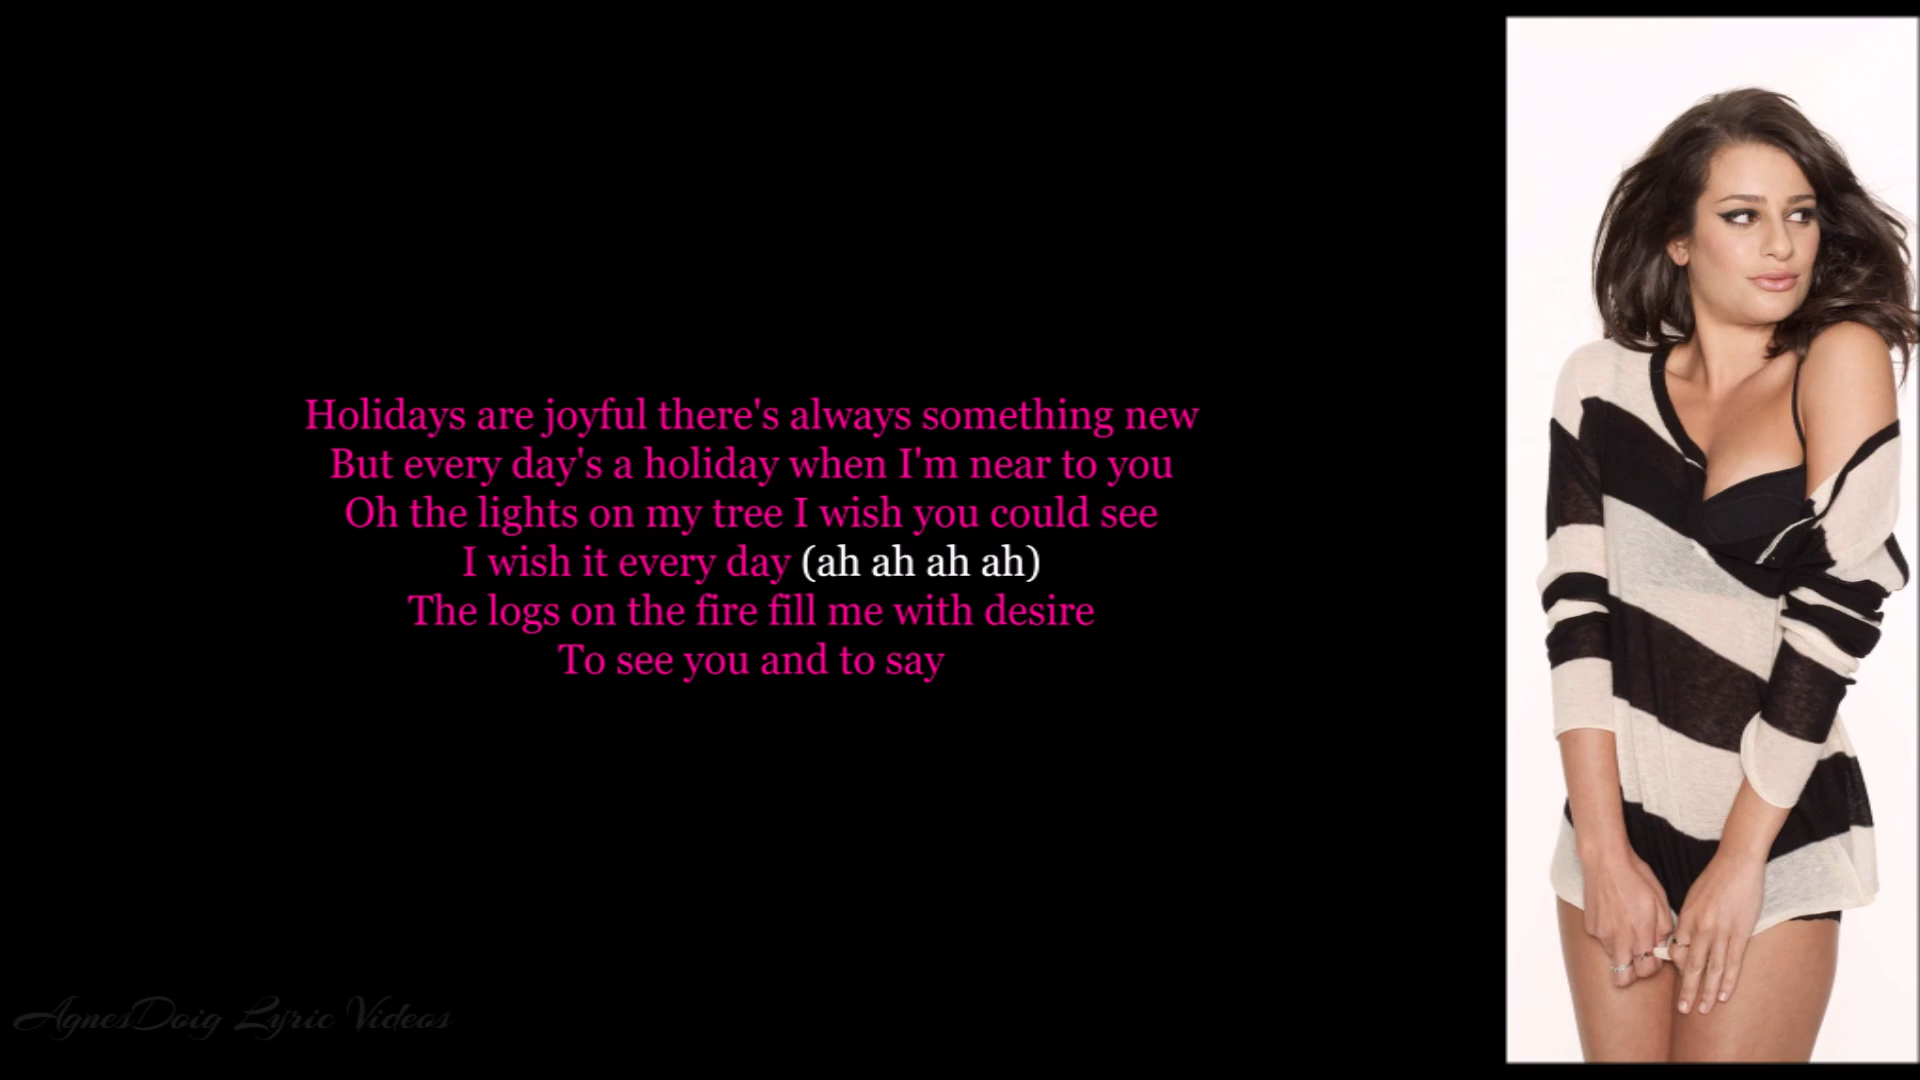 Holidays are joyful there's always something new
But every day's a holiday when I'm near to you
Oh the lights on my tree I wish you could see
I wish it every day (ah ah ah ah)
The logs on the fire fill me with desire
To see you and to say
AgnesDoig Lyric Videos